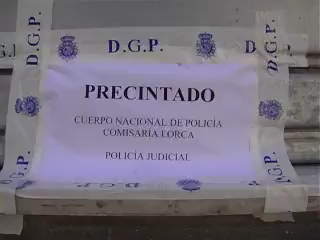 D.G.P.
D.G.P.
D.G.P.
PRECINTADO
CUERPO NACIONAL DE POLICÍA
COMISARÍA LORCA
POLICÍA JUDICIAL
D.G.P.
D.G.P.